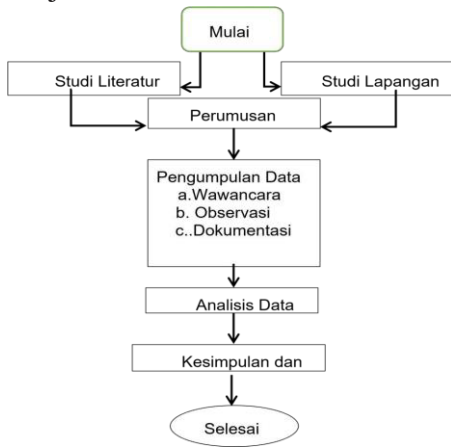 Mulai
Studi Literatur
Studi Lapangan
Perumusan
Pengumpulan Data
a.Wawancara
b. Observasi
c..Dokumentasi
Analisis Data
Kesimpulan dan
Selesai